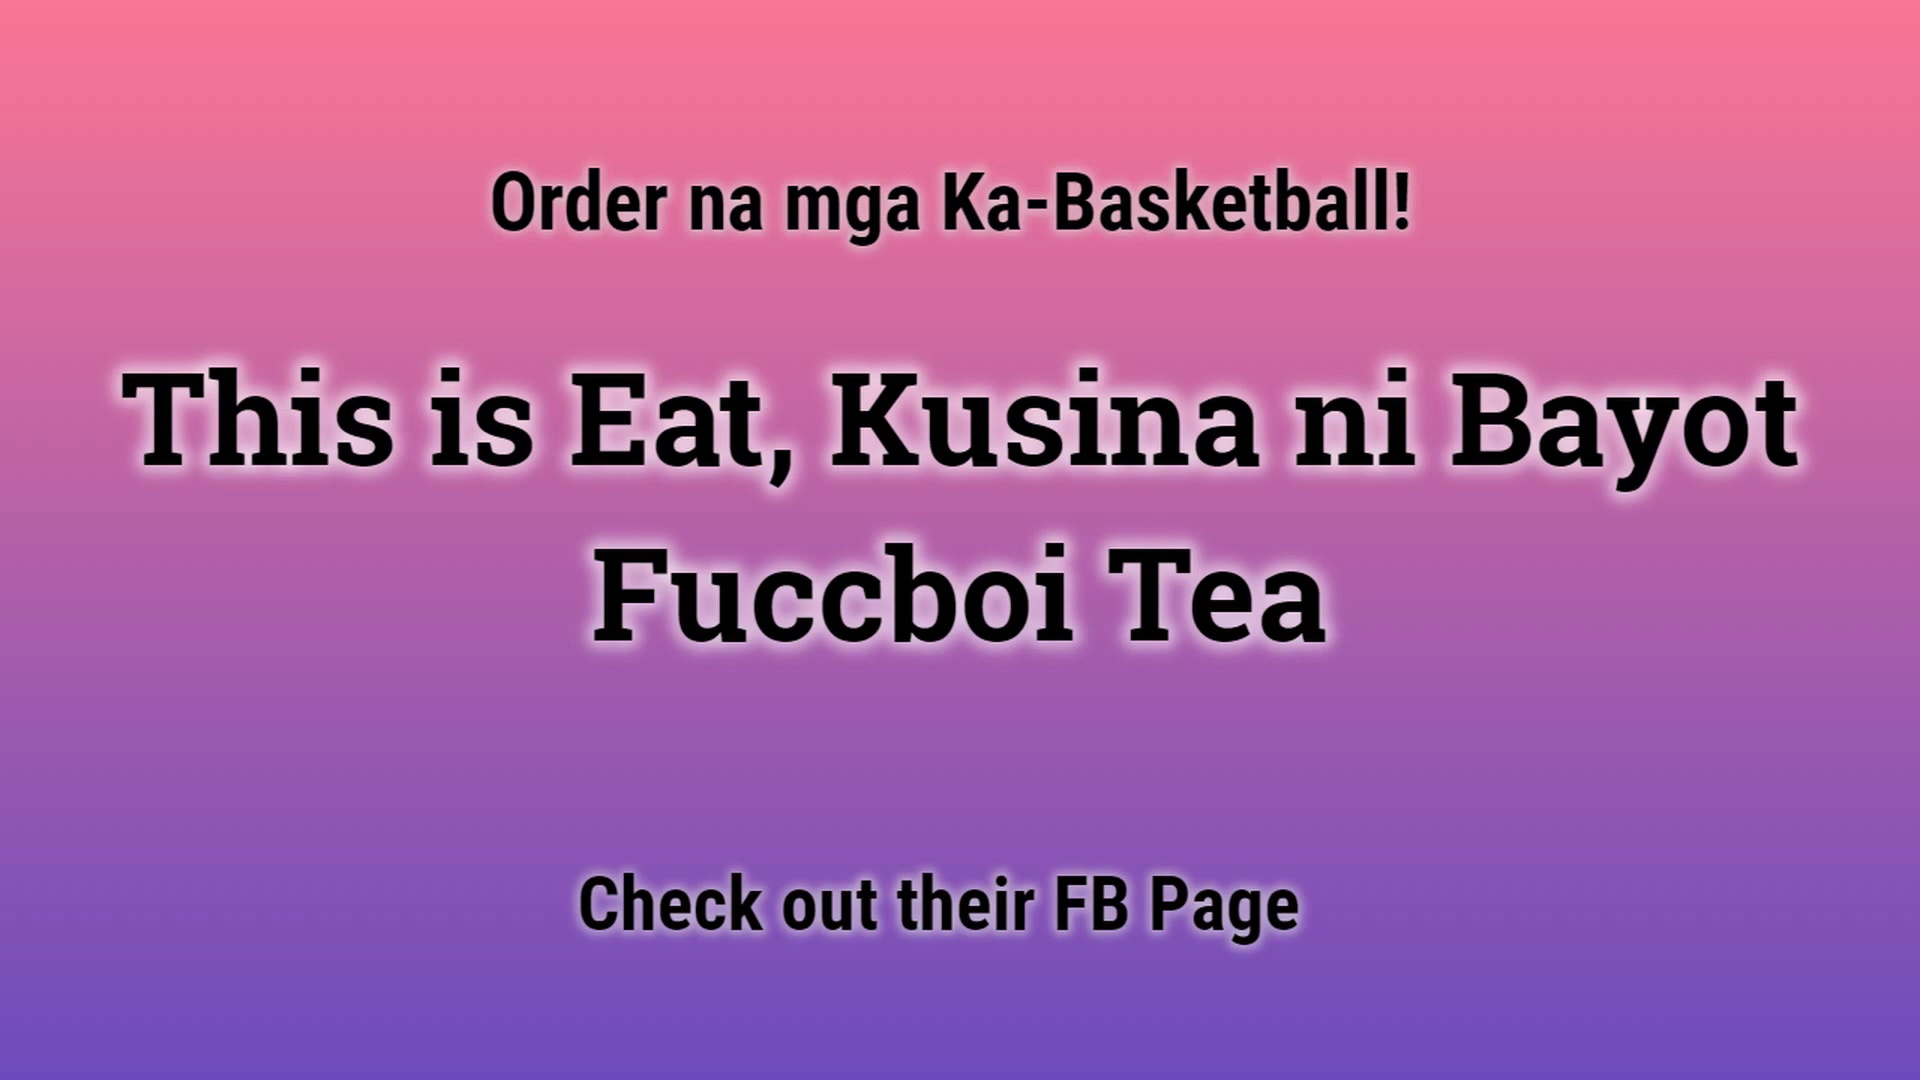 Order na mga Ka-Basketball!
This is Eat, Kusina ni Bayot
Fuccboi Tea
Check out their FB Page